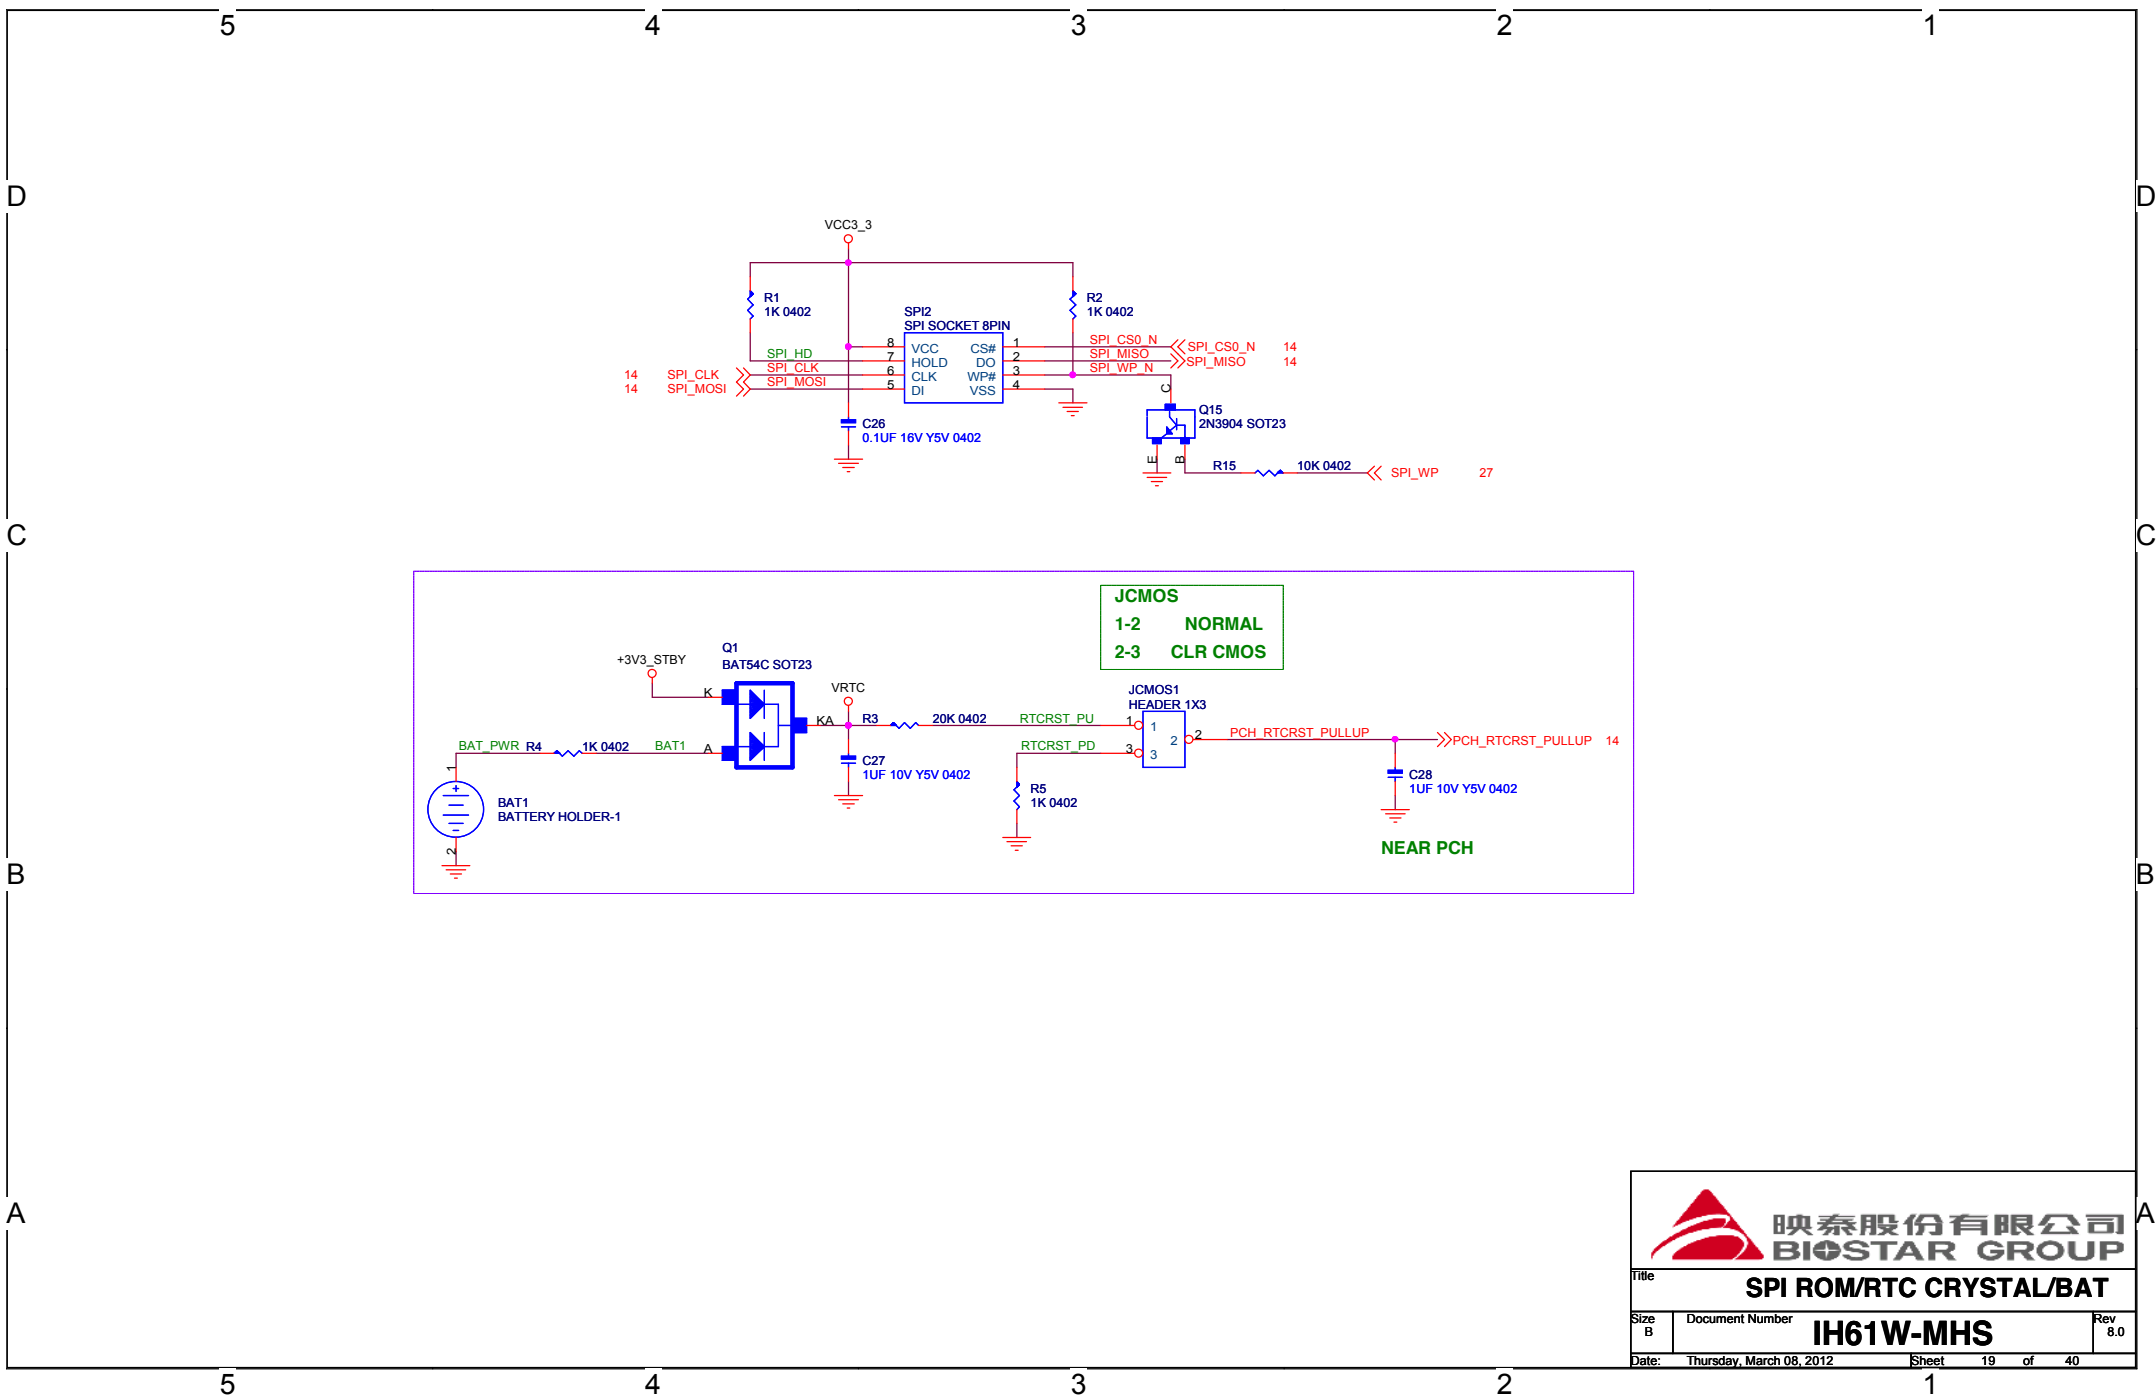 5 4 3 2 1
D D
VCC3_3
R1
1K 0402
R2
1K 0402
SPI2
SPI SOCKET 8PIN
SPI_HD
SPI_CLK
SPI_MOSI
14 SPI_CLK
14 SPI_MOSI
8 VCC CS# 1
7 HOLD DO 2
6 CLK WP# 3
5 DI VSS 4
SPI_CS0_N
SPI_MISO
SPI_WP_N
SPI_CS0_N 14
SPI_MISO 14
C26
0.1UF 16V Y5V 0402
C
Q15
2N3904 SOT23
E B
R15 10K 0402 SPI_WP 27
C C
JCMOS
1-2 NORMAL
2-3 CLR CMOS
+3V3_STBY
Q1
BAT54C SOT23
K
A
KA
VRTC
R3 20K 0402 RTCRST_PU
RTCRST_PD
BAT_PWR R4 1K 0402 BAT1
1
BAT1
BATTERY HOLDER-1
2
C27
1UF 10V Y5V 0402
R5
1K 0402
JCMOS1
HEADER 1X3
1 1
2 2
3 3
PCH_RTCRST_PULLUP
PCH_RTCRST_PULLUP 14
C28
1UF 10V Y5V 0402
NEAR PCH
B B
A A
映泰股份有限公司
BIOSTAR GROUP
Title
SPI ROM/RTC CRYSTAL/BAT
Size
B
Document Number
IH61W-MHS
Rev
8.0
Date: Thursday, March 08, 2012 Sheet 19 of 40
5 4 3 2 1